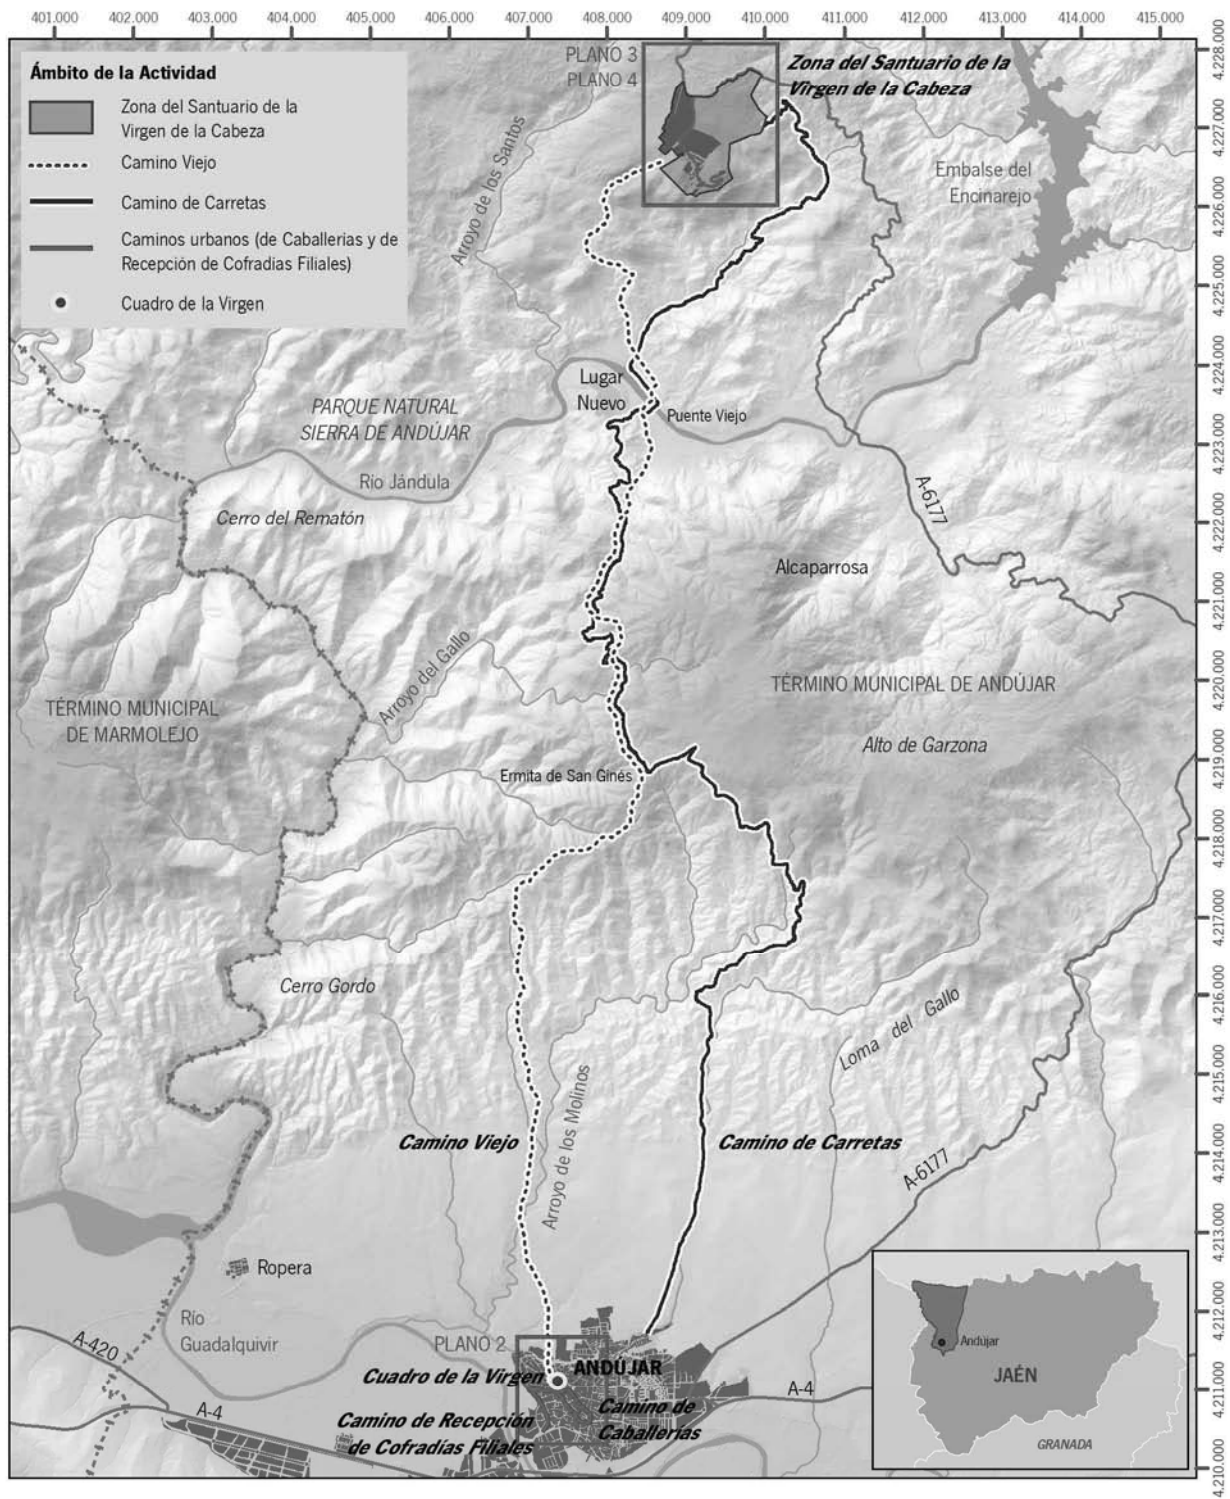 401.000
402.000
403.000
404.000
405.000
406.000
407.000
408.000
409.000
410.000
411.000
412.000
413.000
414.000
415.000
Ámbito de la Actividad
Zona del Santuario de la
Virgen de la Cabeza
Camino Viejo
Camino de Carretas
Caminos urbanos (de Caballerías y de
Recepción de Cofradías Filiales)
Cuadro de la Virgen
PLANO 3
PLANO 4
Zona del Santuario de la
Virgen de la Cabeza
Arroyo de los Santos
Embalse del
Encinarejo
Lugar
Nuevo
Puente Viejo
PARQUE NATURAL
SIERRA DE ANDÚJAR
Río Jándula
Cerro del Rematón
A-6177
Alcaparrosa
Arroyo del Gallo
TÉRMINO MUNICIPAL
DE MARMOLEJO
TÉRMINO MUNICIPAL DE ANDÚJAR
Alto de Garzona
Ermita de San Ginés
Cerro Gordo
Loma del Gallo
Arroyo de los Molinos
Camino Viejo
Camino de Carretas
A-6177
Ropera
Río
Guadalquivir
A-420
PLANO 2
ANDÚJAR
Cuadro de la Virgen
A-4
A-4
Camino de Recepción
de Cofradías Filiales
Camino de
Caballerías
Andújar
JAÉN
GRANADA
4.228.000
4.227.000
4.226.000
4.225.000
4.224.000
4.223.000
4.222.000
4.221.000
4.220.000
4.219.000
4.218.000
4.217.000
4.216.000
4.215.000
4.214.000
4.213.000
4.212.000
4.211.000
4.210.000